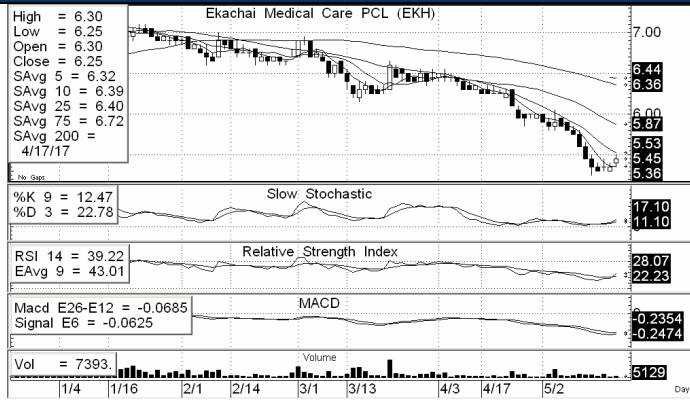 Ekachai Medical Care PCL (EKH)
High = 6.30
Low = 6.25
Open = 6.30
Close = 6.25
SAvg 5 = 6.32
SAvg 10 = 6.39
SAvg 25 = 6.40
SAvg 75 = 6.72
SAvg 200 =
4/17/17
No Gaps
7.00
6.44
6.36
6.00
5.87
5.53
5.45
5.36
Slow Stochastic
%K 9 = 12.47
%D 3 = 22.78
17.10
11.10
Relative Strength Index
RSI 14 = 39.22
EAvg 9 = 43.01
28.07
22.23
MACD
Macd E26-E12 = -0.0685
Signal E6 = -0.0625
-0.2354
-0.2474
Volume
Vol = 7393.
5129
1/4 1/16 2/1 2/14 3/1 3/13 4/3 4/17 5/2 Day